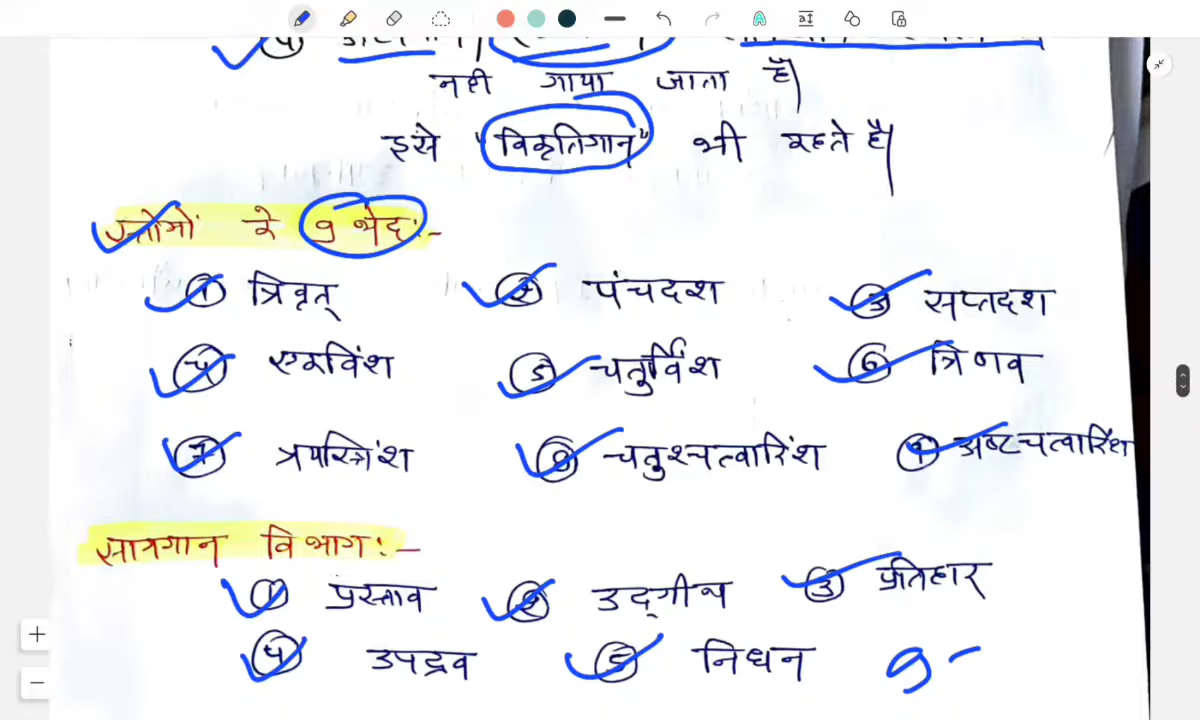 नही गाया जाता है|
इसे "विकृतिगान" भी कहते है|
स्तोमों के 9 भेद :-
① त्रिवृत् ② पंचदश ③ सप्तदश
④ एकविंश ⑤ चतुर्विंश ⑥ त्रिणव
⑦ त्रयस्त्रिंश ⑧ चतुश्चत्वारिंश ⑨ अष्टचत्वारिंश
सामगान विभाग :-
① प्रस्ताव ② उद्‌गीथ ③ प्रतिहार
④ उपद्रव ⑤ निधन 9-